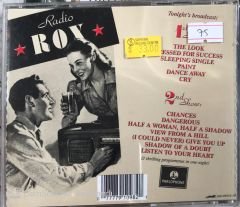 Radio
ROX
Tonight's broadcast:
95
THE LOOK
DRESSED FOR SUCCESS
SLEEPING SINGLE
PAINT
DANCE AWAY
CRY
2nd
Show:
CHANCES
DANGEROUS
HALF A WOMAN, HALF A SHADOW
VIEW FROM A HILL
(I COULD NEVER) GIVE YOU UP
SHADOW OF A DOUBT
LISTEN TO YOUR HEART
PARLOPHONE